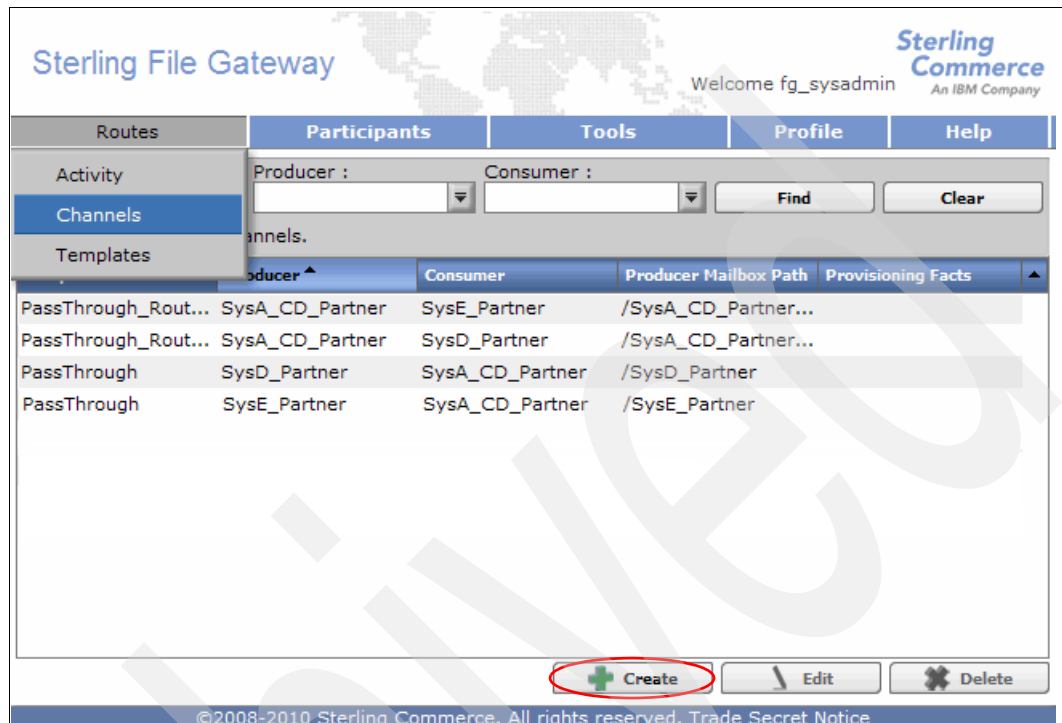 Sterling File Gateway
Welcome fg_sysadmin
Sterling
Commerce
An IBM Company
Routes Participants Tools Profile Help
Activity
Channels
Templates
Producer : Consumer :
Find Clear
annels.
oducer Consumer Producer Mailbox Path Provisioning Facts
PassThrough_Rout... SysA_CD_Partner SysE_Partner /SysA_CD_Partner...
PassThrough_Rout... SysA_CD_Partner SysD_Partner /SysA_CD_Partner...
PassThrough SysD_Partner SysA_CD_Partner /SysD_Partner
PassThrough SysE_Partner SysA_CD_Partner /SysE_Partner
Create Edit Delete
©2008-2010 Sterling Commerce. All rights reserved. Trade Secret Notice